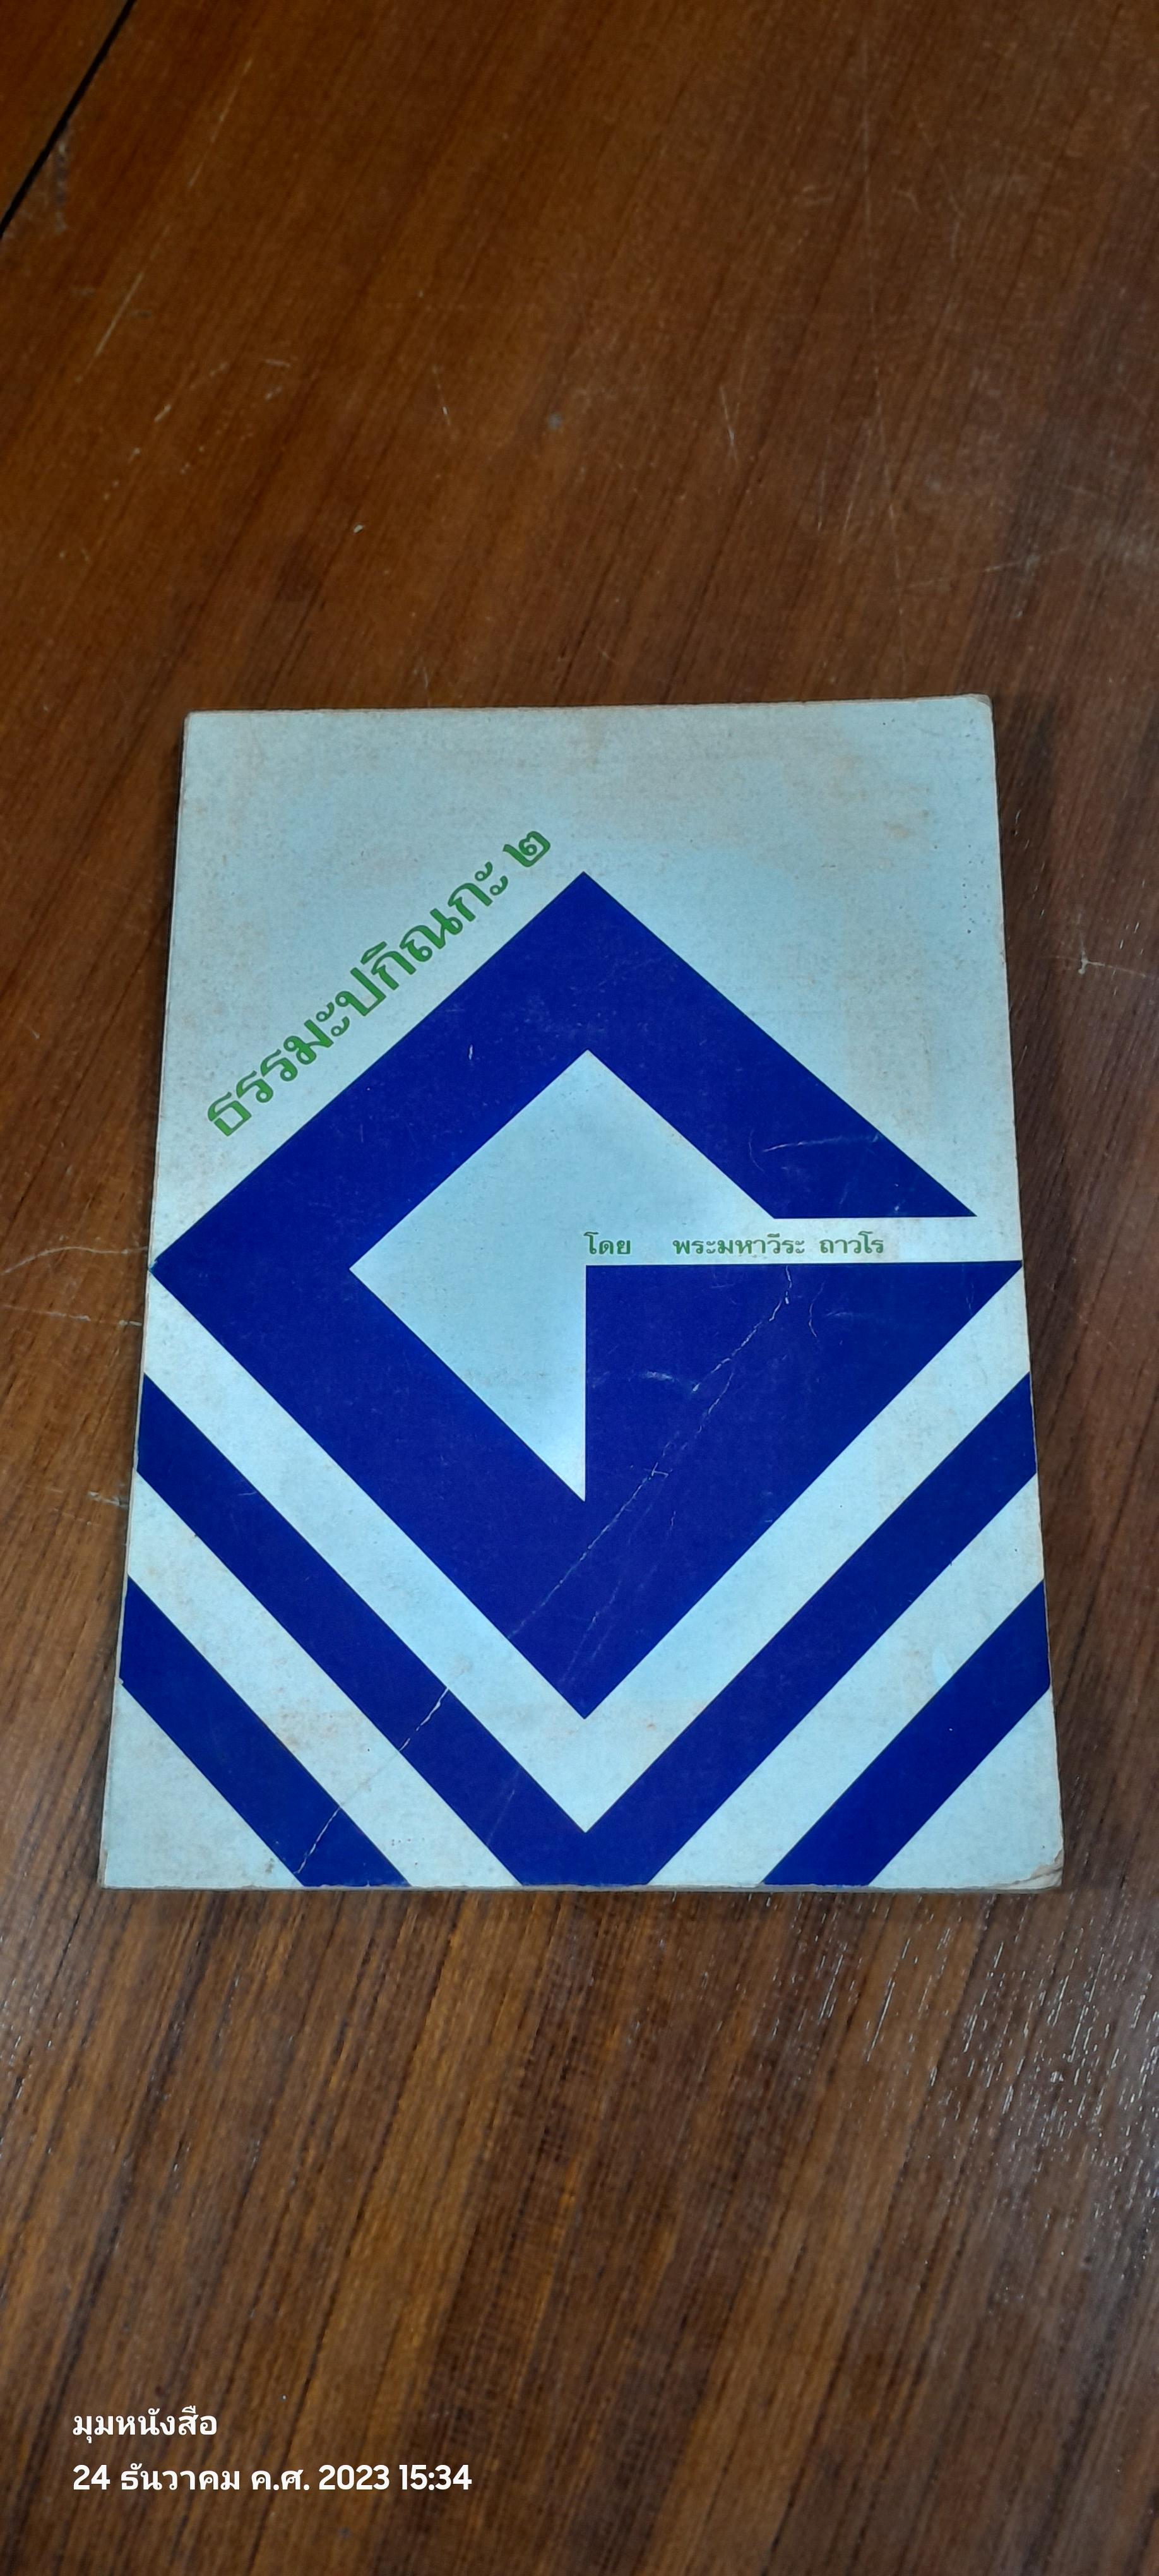 ธรรมะปกิณกะ ๒
โดย พระมหาวีระ ถาวโร
มุมหนังสือ
24 ธันวาคม ค.ศ. 2023 15:34